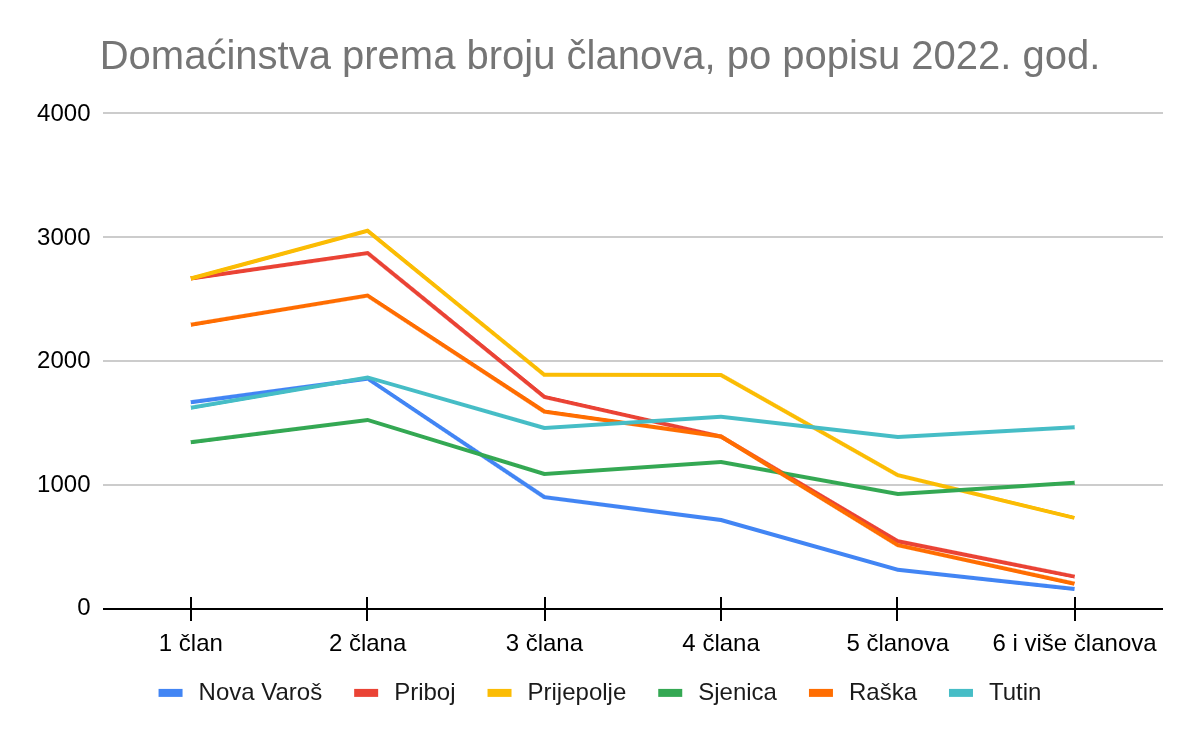 Domaćinstva prema broju članova, po popisu 2022. god.
4000
3000
2000
1000
0
1 član 2 člana 3 člana 4 člana 5 članova 6 i više članova
Nova Varoš Priboj Prijepolje Sjenica Raška Tutin